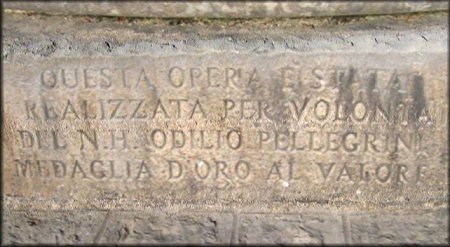 QUESTA OPERA È STATA
REALIZZATA PER VOLONTÀ
DEL N.H. ODILIO PELLEGRINI
MEDAGLIA D'ORO AL VALORE